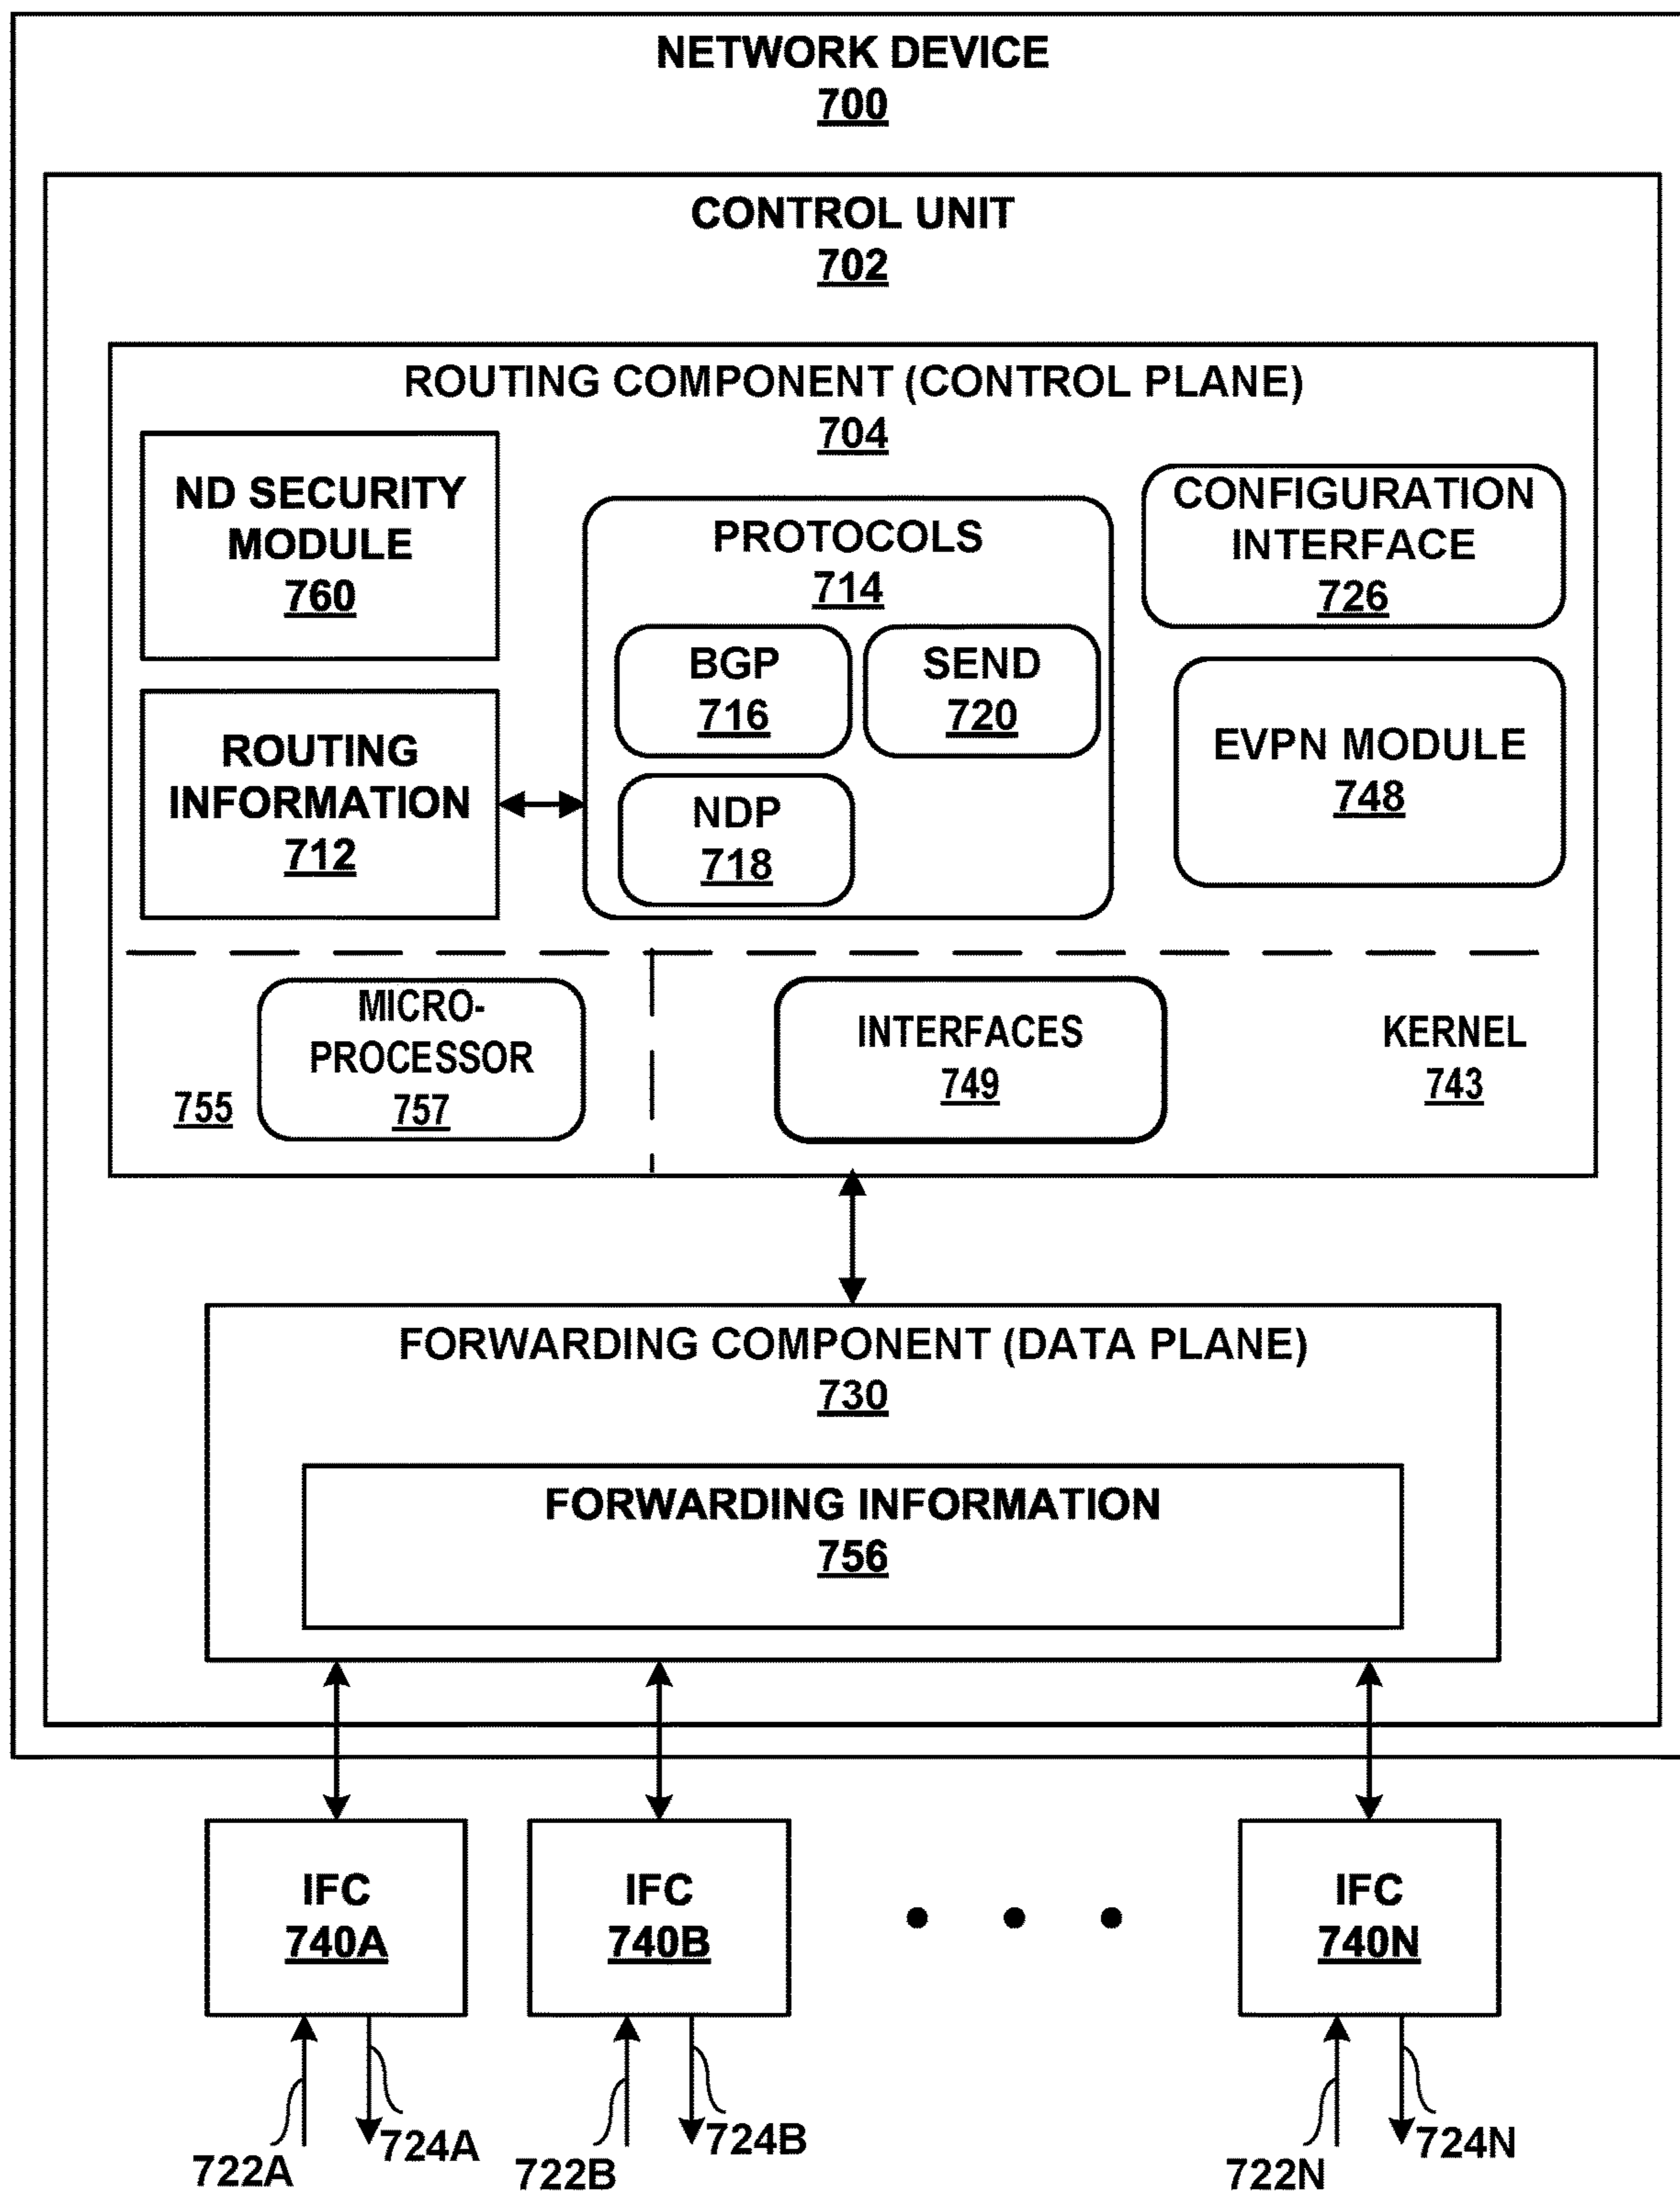 NETWORK DEVICE
700
CONTROL UNIT
702
ROUTING COMPONENT (CONTROL PLANE)
704
ND SECURITY
MODULE
760
ROUTING
INFORMATION
712
PROTOCOLS
714
BGP
716
SEND
720
NDP
718
CONFIGURATION
INTERFACE
726
EVPN MODULE
748
755
MICRO-
PROCESSOR
757
INTERFACES
749
KERNEL
743
FORWARDING COMPONENT (DATA PLANE)
730
FORWARDING INFORMATION
756
IFC
740A
IFC
740B
IFC
740N
722A
724A
722B
724B
722N
724N